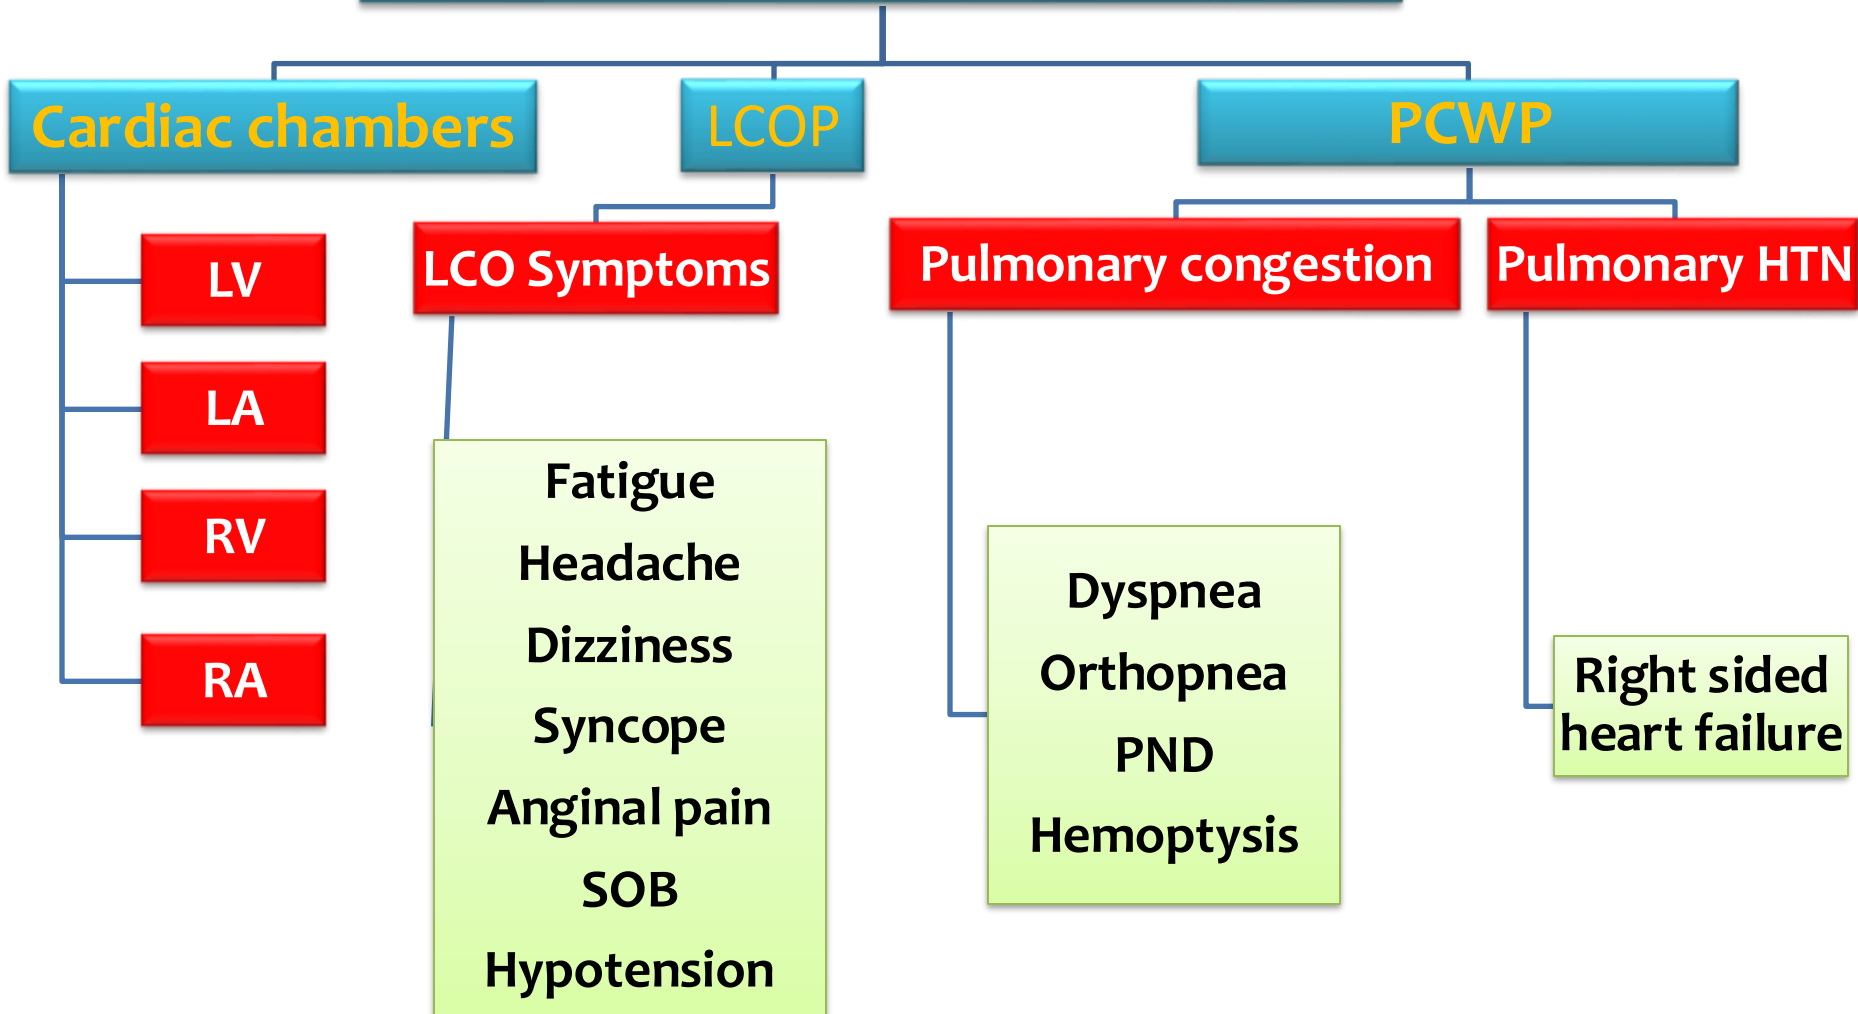 Cardiac chambers
LCOP
PCWP
LV
LA
RV
RA
LCO Symptoms
Fatigue
Headache
Dizziness
Syncope
Anginal pain
SOB
Hypotension
Pulmonary congestion
Dyspnea
Orthopnea
PND
Hemoptysis
Pulmonary HTN
Right sided
heart failure